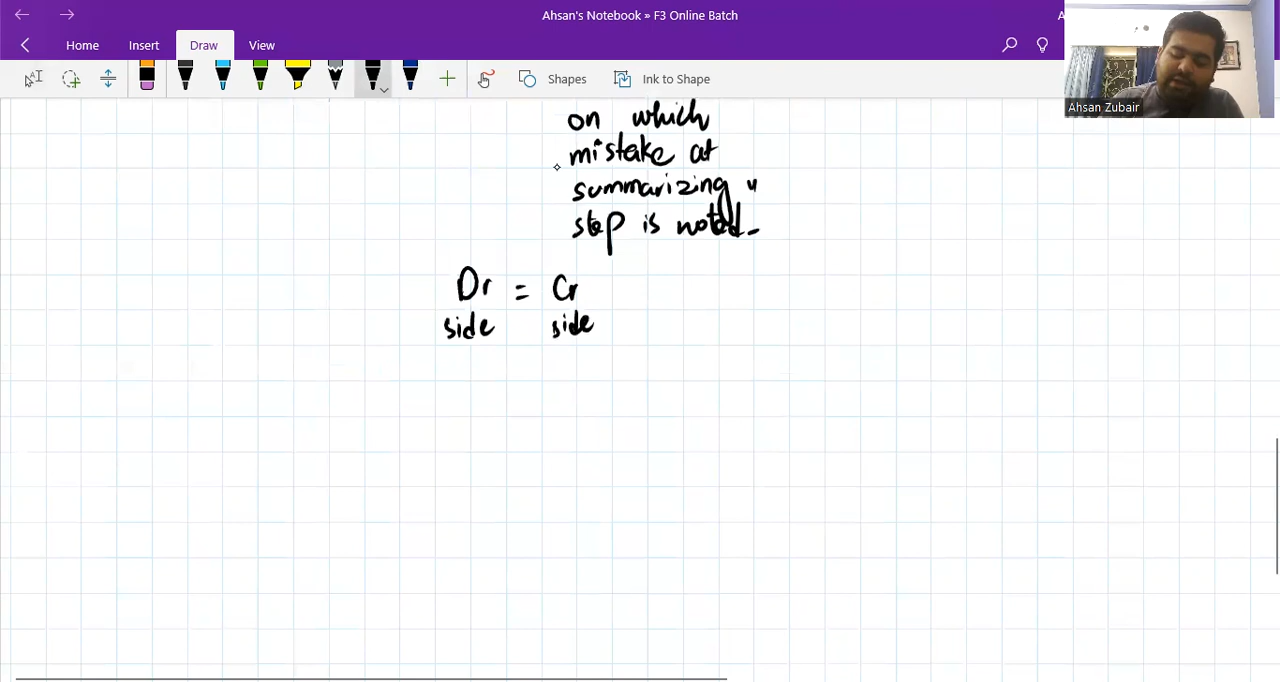 Ahsan's Notebook » F3 Online Batch
A
Home Insert Draw View
Shapes Ink to Shape
Ahsan Zubair
on which
mistake at
summarizing "
step is noted-
Dr = Cr
side side